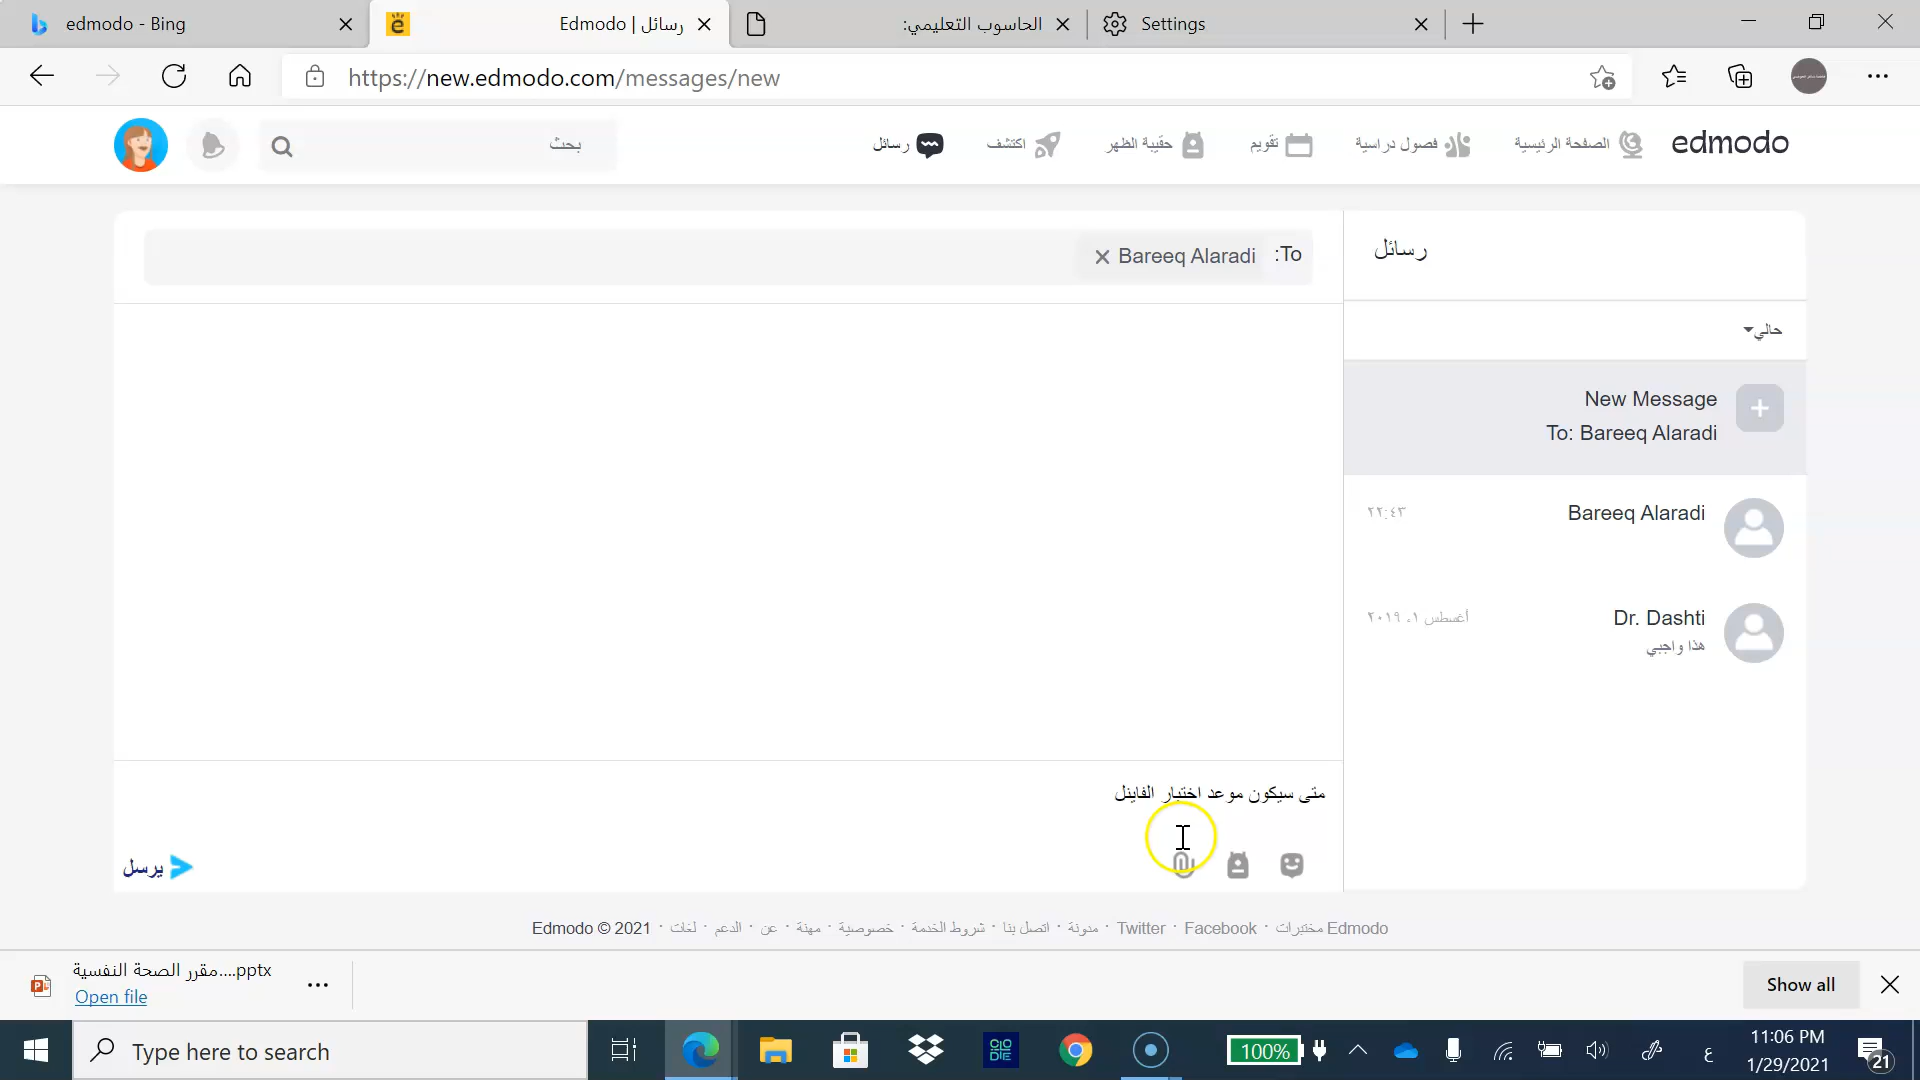 edmodo - Bing
رسائل | Edmodo
الحاسوب التعليمي:
Settings
https://new.edmodo.com/messages/new
edmodo
الصفحة الرئيسية
فصول دراسية
تقويم
حقيبة الظهر
اكتشف
رسائل
بحث
To:
Bareeq Alaradi
رسائل
حالي
New Message
To: Bareeq Alaradi
Bareeq Alaradi
٢٢:٤٣
Dr. Dashti
أغسطس ١، ٢٠١٩
هذا واجبي
متى سيكون موعد اختبار الفاينل
يرسل
Edmodo مختبرات · Facebook · Twitter · مدونة · اتصل بنا · شروط الخدمة · خصوصية · مهنة · عن · الدعم · لغات · Edmodo © 2021
مقرر الصحة النفسية....pptx
Open file
Show all
Type here to search
CODE
100%
ع
11:06 PM
1/29/2021
21